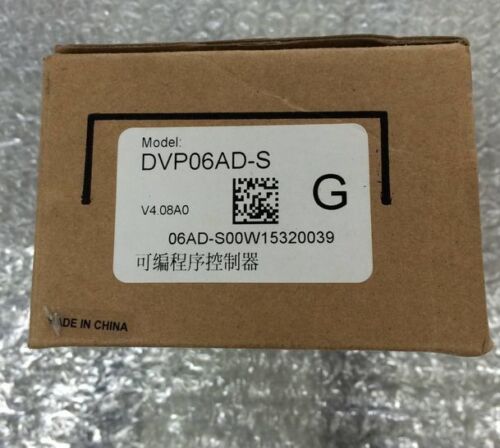 Model:
DVP06AD-S
V4.08A0
G
06AD-S00W15320039
可编程序控制器
MADE IN CHINA